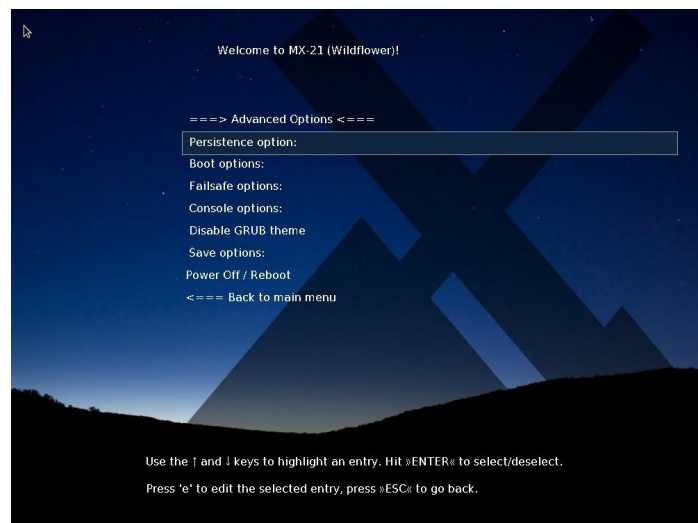 Welcome to MX-21 (Wildflower)!
===> Advanced Options <===
Persistence option:
Boot options:
Failsafe options:
Console options:
Disable GRUB theme
Save options:
Power Off / Reboot
<=== Back to main menu
Use the ↑ and ↓ keys to highlight an entry. Hit »ENTER« to select/deselect.
Press 'e' to edit the selected entry, press »ESC« to go back.